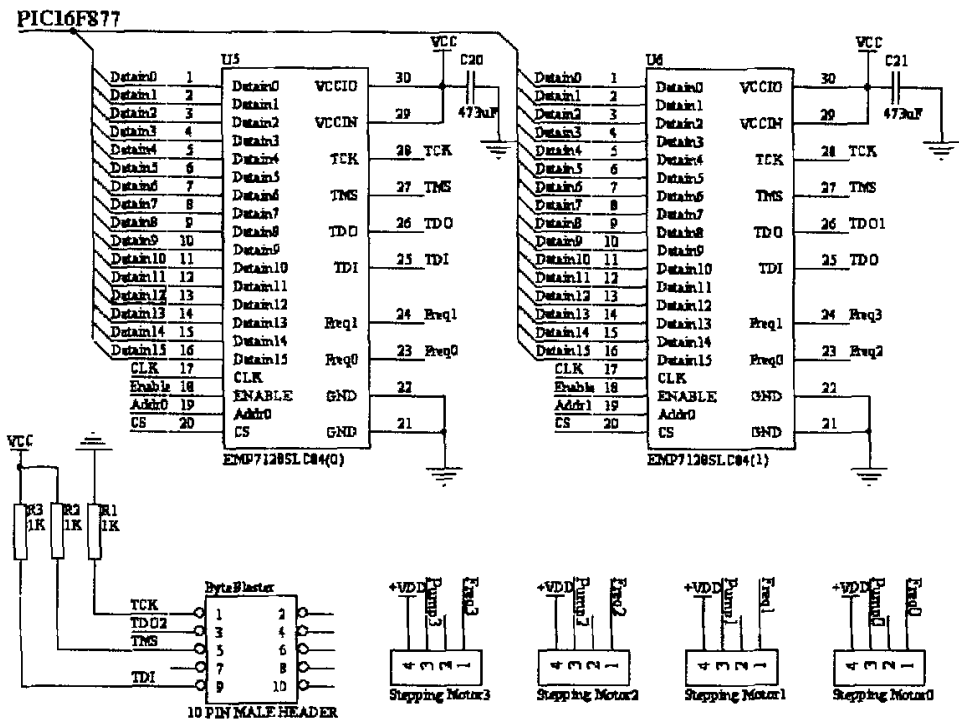 PIC16F877
U5
VCC
C20
473uF
Datain0 1
Datain1 2
Datain2 3
Datain3 4
Datain4 5
Datain5 6
Datain6 7
Datain7 8
Datain8 9
Datain9 10
Datain10 11
Datain11 12
Datain12 13
Datain13 14
Datain14 15
Datain15 16
CLK 17
Enable 18
Addr0 19
CS 20
Datain0
Datain1
Datain2
Datain3
Datain4
Datain5
Datain6
Datain7
Datain8
Datain9
Datain10
Datain11
Datain12
Datain13
Datain14
Datain15
CLK
ENABLE
Addr0
CS
VCCIO 30
VCCIN 29
TCK 28 TCK
TMS 27 TMS
TDO 26 TDO
TDI 25 TDI
Freq1 24 Freq1
Freq0 23 Freq0
GND 22
GND 21
EMP7128SLC84(0)
U6
VCC
C21
473uF
Datain0 1
Datain1 2
Datain2 3
Datain3 4
Datain4 5
Datain5 6
Datain6 7
Datain7 8
Datain8 9
Datain9 10
Datain10 11
Datain11 12
Datain12 13
Datain13 14
Datain14 15
Datain15 16
CLK 17
Enable 18
Addr1 19
CS 20
Datain0
Datain1
Datain2
Datain3
Datain4
Datain5
Datain6
Datain7
Datain8
Datain9
Datain10
Datain11
Datain12
Datain13
Datain14
Datain15
CLK
ENABLE
Addr0
CS
VCCIO 30
VCCIN 29
TCK 28 TCK
TMS 27 TMS
TDO 26 TDO1
TDI 25 TDO
Freq1 24 Freq3
Freq0 23 Freq2
GND 22
GND 21
EMP7128SLC84(1)
VCC
R3 1K
R2 1K
R1 1K
ByteBlaster
TCK 1 2
TDO2 3 4
TMS 5 6
7 8
TDI 9 10
10 PIN MALE HEADER
+VDD Pump3 Freq3
4 3 2 1
Stepping Motor3
+VDD Pump2 Freq2
4 3 2 1
Stepping Motor2
+VDD Pump1 Freq1
4 3 2 1
Stepping Motor1
+VDD Pump0 Freq0
4 3 2 1
Stepping Motor0